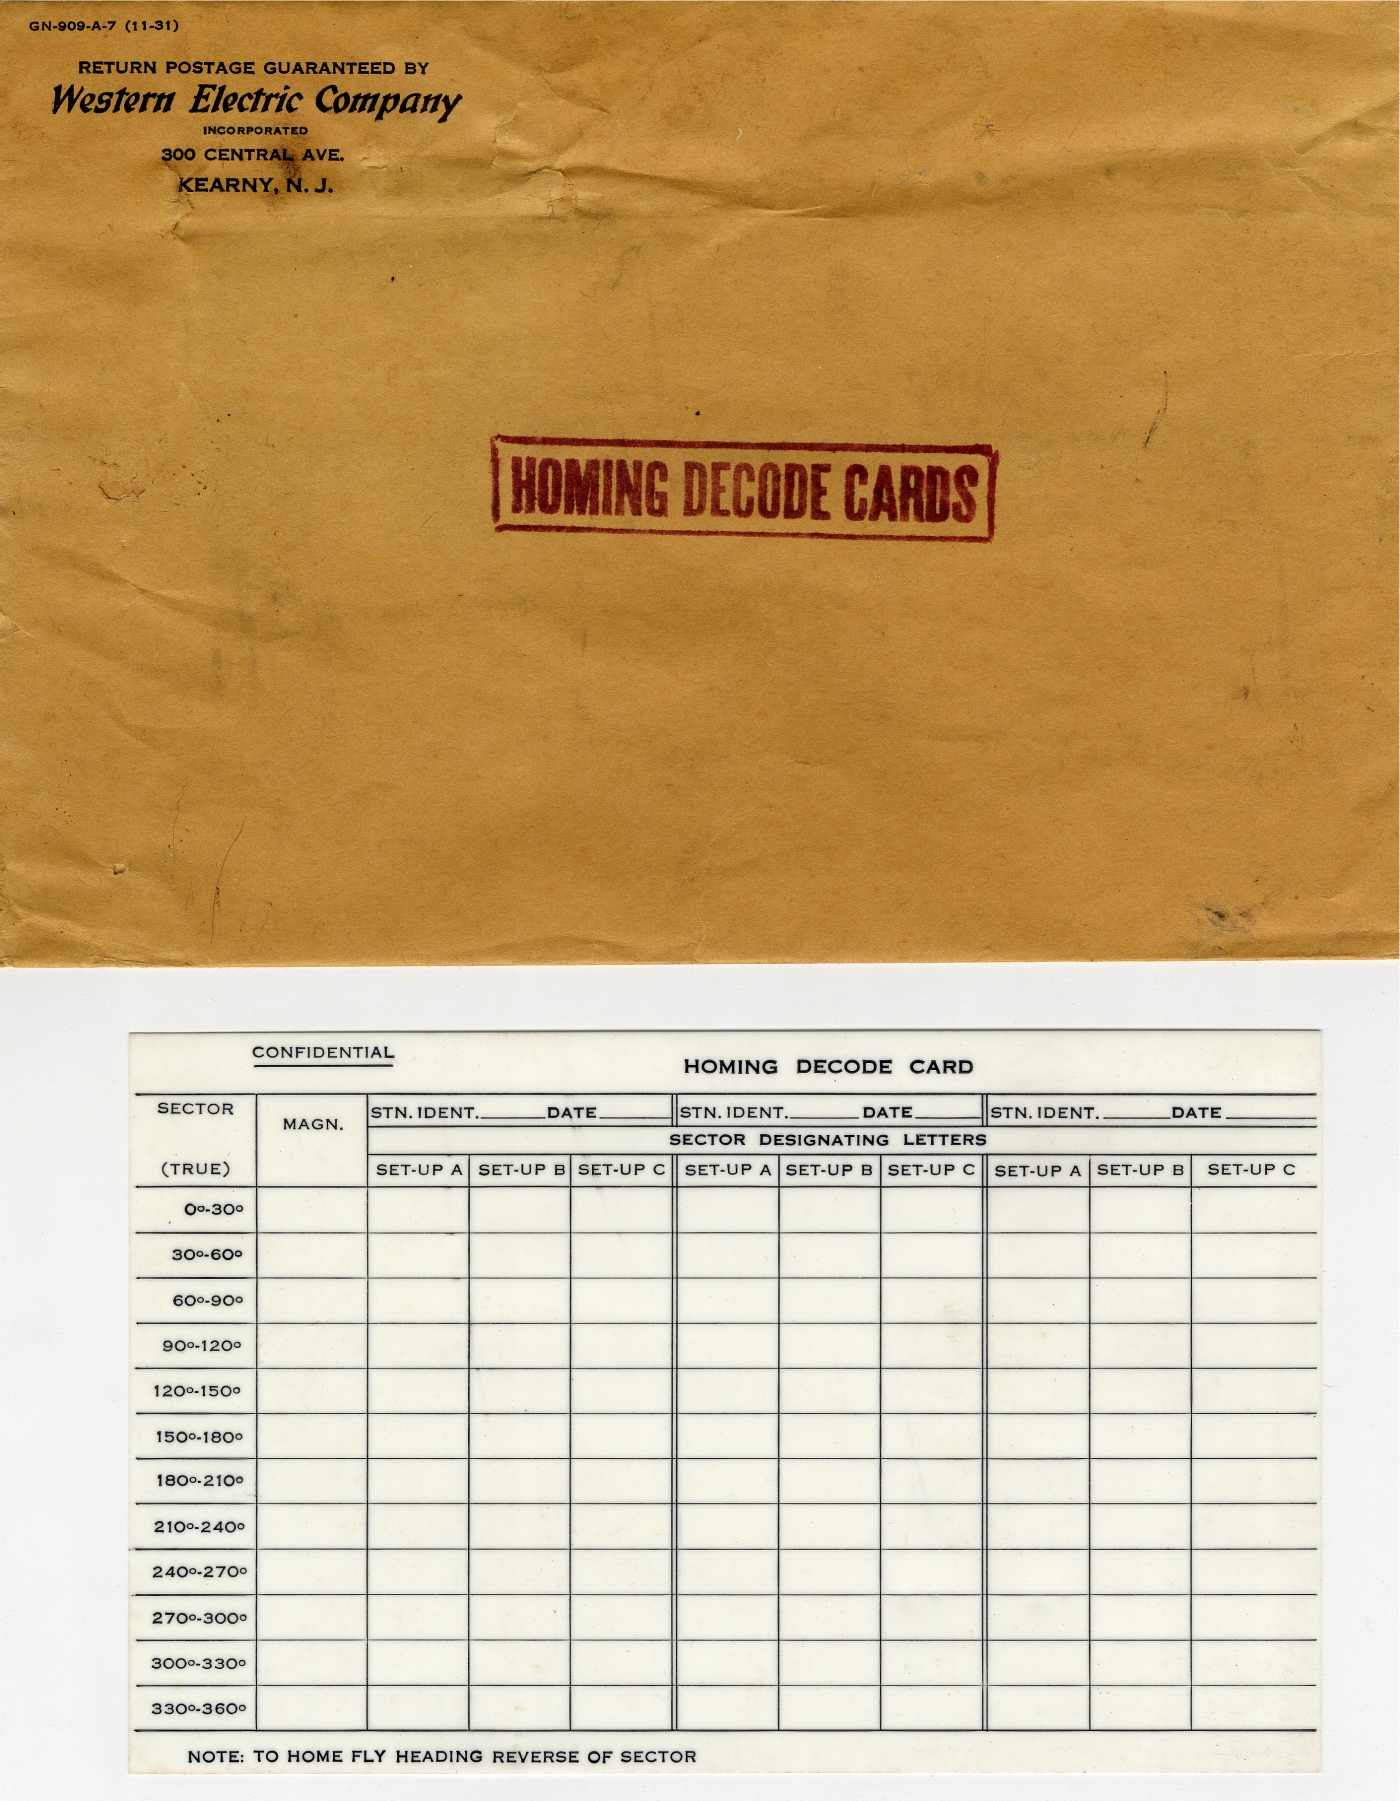 GN-909-A-7 (11-31)
RETURN POSTAGE GUARANTEED BY
Western Electric Company
INCORPORATED
300 CENTRAL AVE.
KEARNY, N. J.
HOMING DECODE CARDS
CONFIDENTIAL
HOMING DECODE CARD
SECTOR (TRUE) MAGN. STN. IDENT. DATE STN. IDENT. DATE STN. IDENT. DATE
SECTOR DESIGNATING LETTERS
SET-UP A SET-UP B SET-UP C SET-UP A SET-UP B SET-UP C SET-UP A SET-UP B SET-UP C
0°-30°
30°-60°
60°-90°
90°-120°
120°-150°
150°-180°
180°-210°
210°-240°
240°-270°
270°-300°
300°-330°
330°-360°
NOTE: TO HOME FLY HEADING REVERSE OF SECTOR